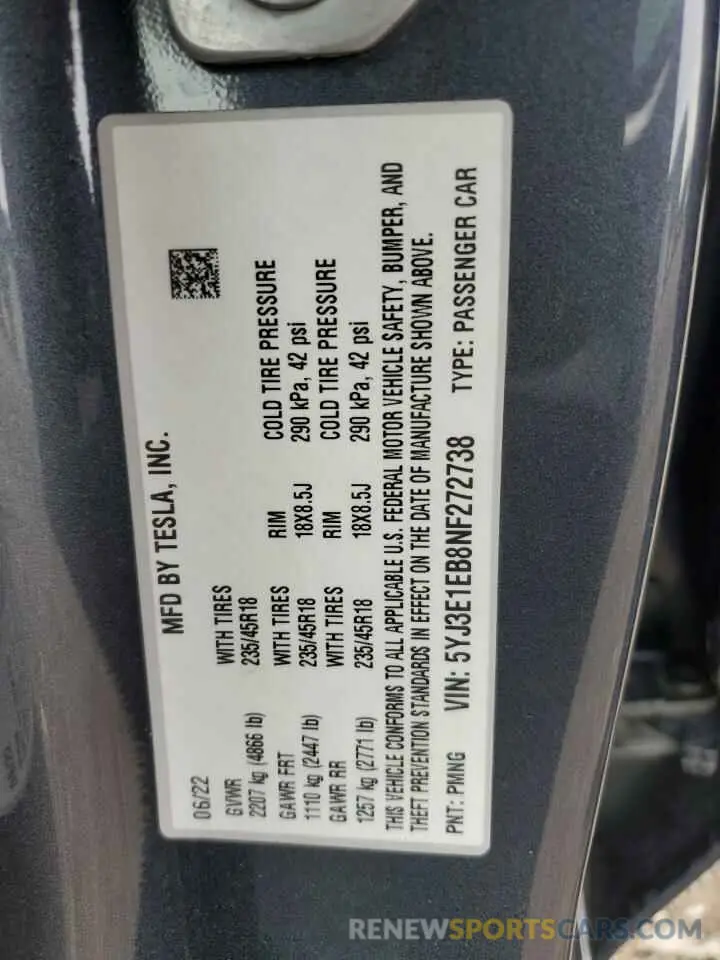 MFD BY TESLA, INC.
06/22
GVWR WITH TIRES
2207 kg (4866 lb) 235/45R18
GAWR FRT WITH TIRES RIM COLD TIRE PRESSURE
1110 kg (2447 lb) 235/45R18 18X8.5J 290 kPa, 42 psi
GAWR RR WITH TIRES RIM COLD TIRE PRESSURE
1257 kg (2771 lb) 235/45R18 18X8.5J 290 kPa, 42 psi
THIS VEHICLE CONFORMS TO ALL APPLICABLE U.S. FEDERAL MOTOR VEHICLE SAFETY, BUMPER, AND
THEFT PREVENTION STANDARDS IN EFFECT ON THE DATE OF MANUFACTURE SHOWN ABOVE.
PNT: PMNG VIN: 5YJ3E1EB8NF272738 TYPE: PASSENGER CAR
RENEWSPORTSCARS.COM